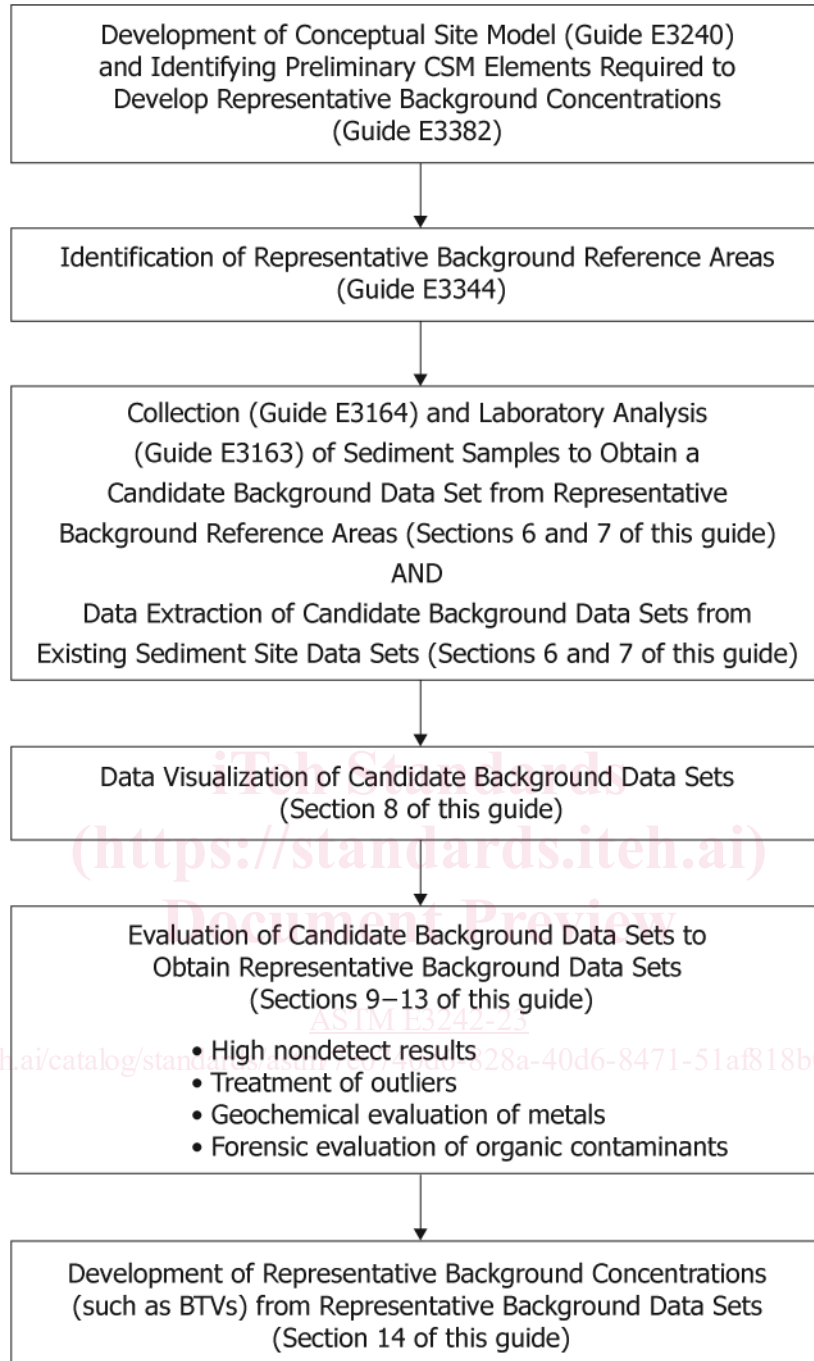 Development of Conceptual Site Model (Guide E3240)
and Identifying Preliminary CSM Elements Required to
Develop Representative Background Concentrations
(Guide E3382)
Identification of Representative Background Reference Areas
(Guide E3344)
Collection (Guide E3164) and Laboratory Analysis
(Guide E3163) of Sediment Samples to Obtain a
Candidate Background Data Set from Representative
Background Reference Areas (Sections 6 and 7 of this guide)
AND
Data Extraction of Candidate Background Data Sets from
Existing Sediment Site Data Sets (Sections 6 and 7 of this guide)
iTeh Standards
Data Visualization of Candidate Background Data Sets
(Section 8 of this guide)
(https://standards.iteh.ai)
Document Preview
Evaluation of Candidate Background Data Sets to
Obtain Representative Background Data Sets
(Sections 9–13 of this guide)
ASTM E3242-23
• High nondetect results
• Treatment of outliers
• Geochemical evaluation of metals
• Forensic evaluation of organic contaminants
Development of Representative Background Concentrations
(such as BTVs) from Representative Background Data Sets
(Section 14 of this guide)